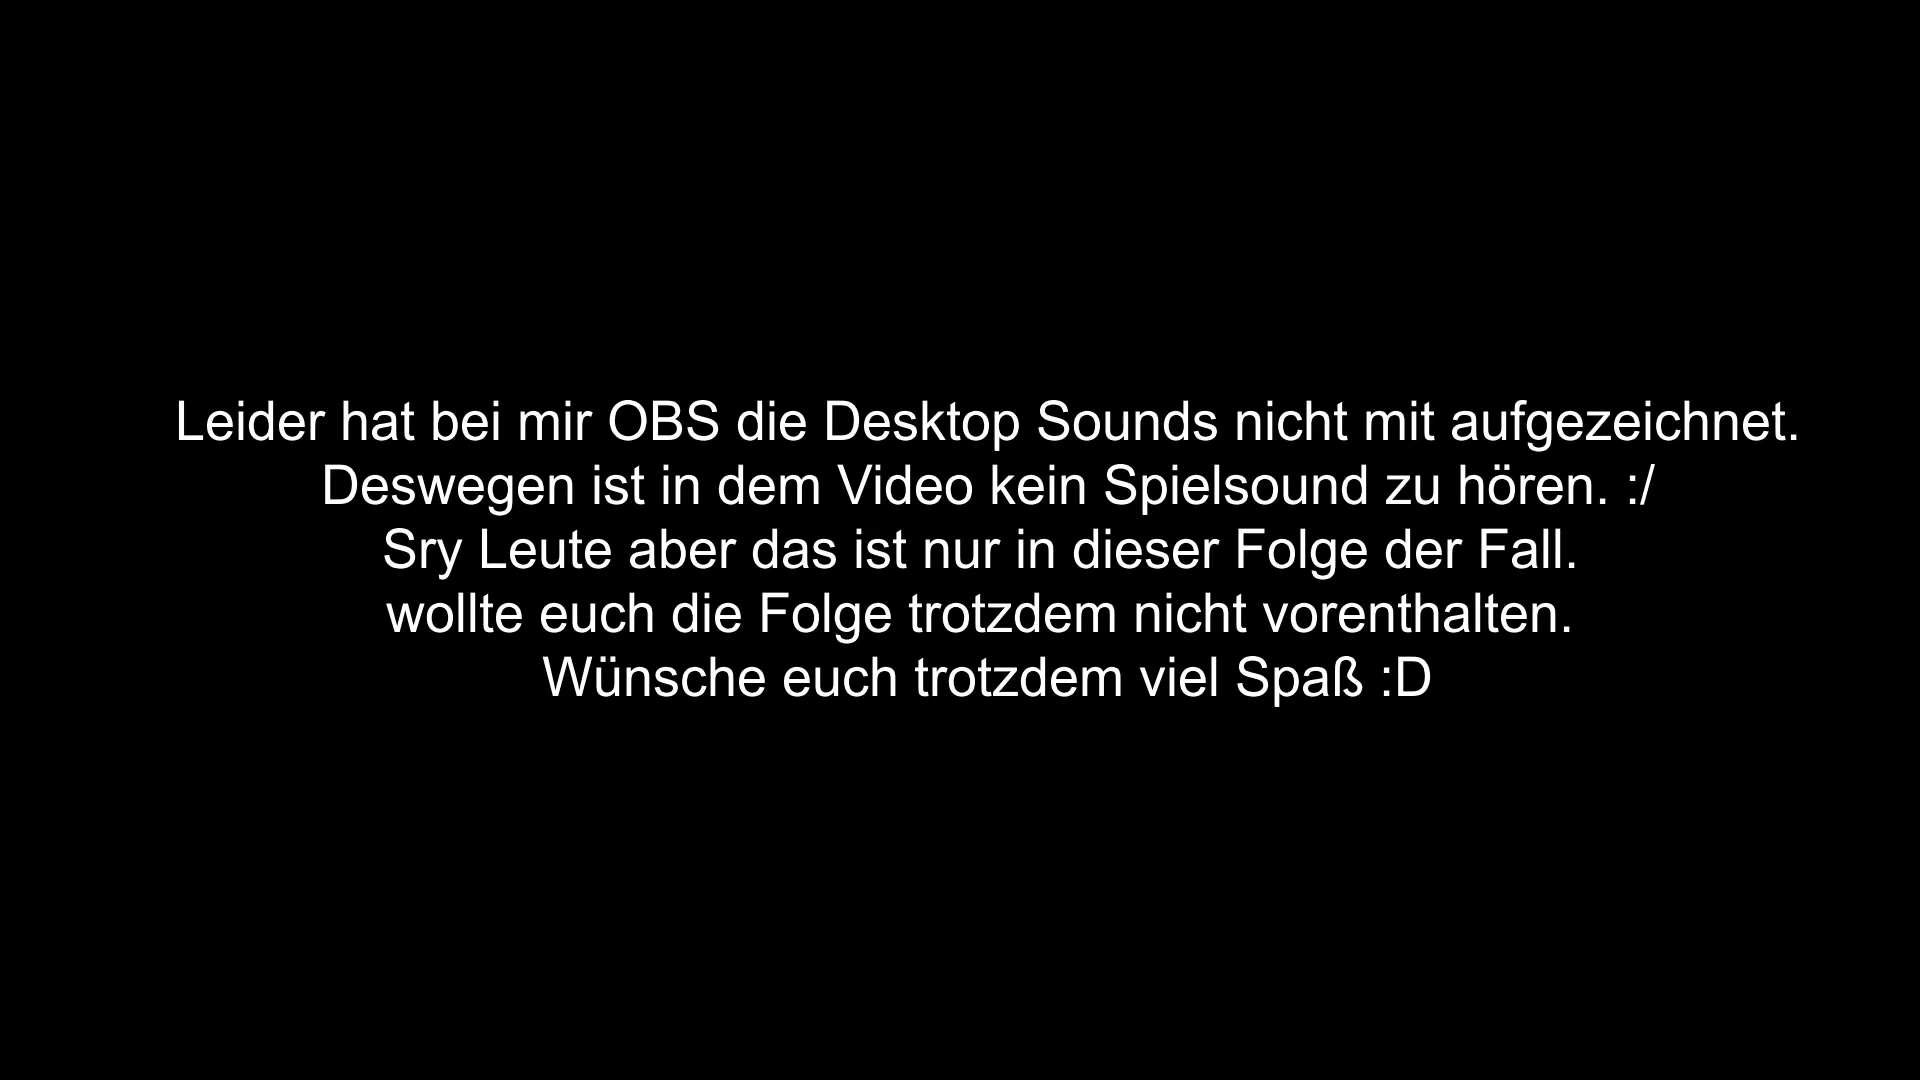 Leider hat bei mir OBS die Desktop Sounds nicht mit aufgezeichnet.
Deswegen ist in dem Video kein Spielsound zu hören. :/
Sry Leute aber das ist nur in dieser Folge der Fall.
wollte euch die Folge trotzdem nicht vorenthalten.
Wünsche euch trotzdem viel Spaß :D